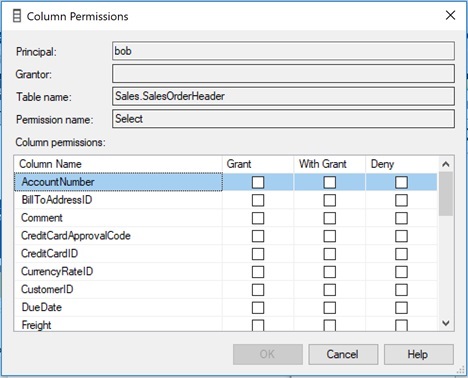 Column Permissions
Principal: bob
Grantor:
Table name: Sales.SalesOrderHeader
Permission name: Select
Column permissions:
Column Name Grant With Grant Deny
AccountNumber
BillToAddressID
Comment
CreditCardApprovalCode
CreditCardID
CurrencyRateID
CustomerID
DueDate
Freight
OK Cancel Help